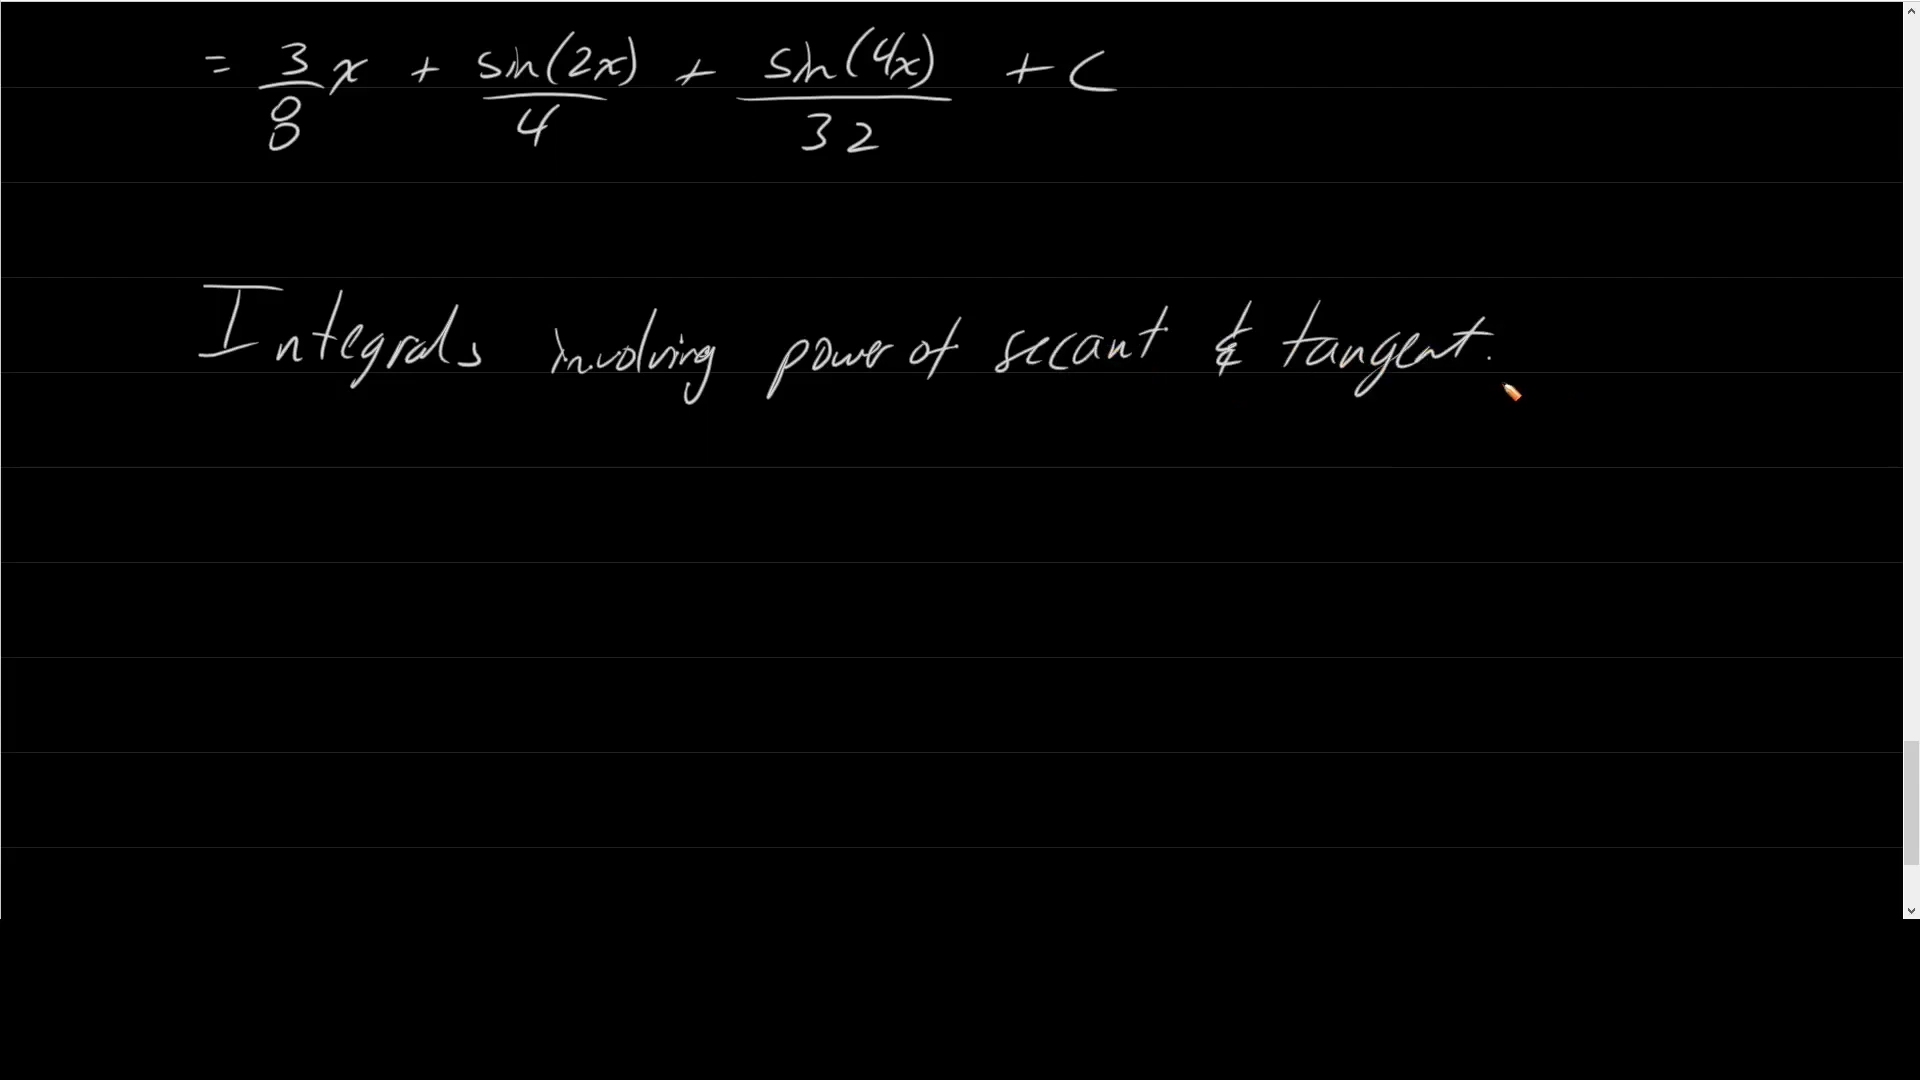 = 3/8 x + sin(2x)/4 + sin(4x)/32 + C
Integrals involving power of secant & tangent.